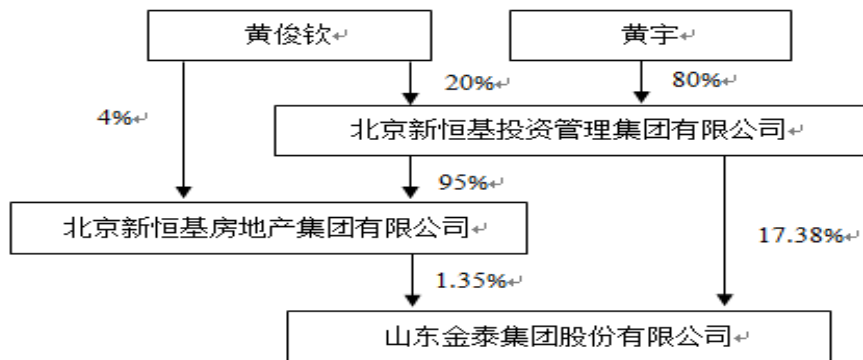 黄俊钦↵
黄宇↵
20%↵
80%↵
4%↵
北京新恒基投资管理集团有限公司↵
95%↵
北京新恒基房地产集团有限公司↵
17.38%↵
1.35%↵
山东金泰集团股份有限公司↵